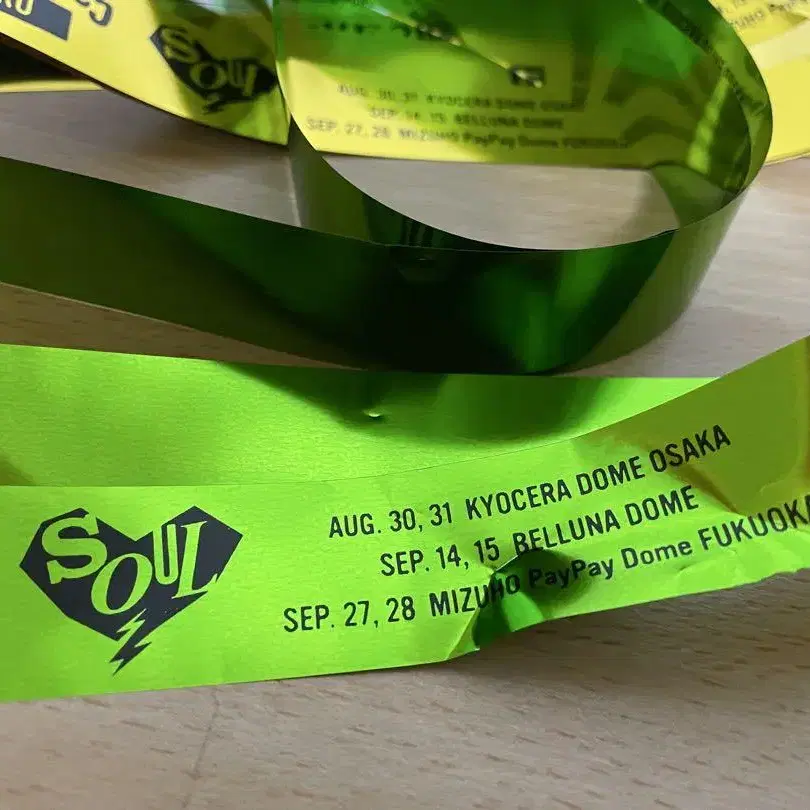 SOUL
AUG. 30, 31 KYOCERA DOME OSAKA
SEP. 14, 15 BELLUNA DOME
SEP. 27, 28 MIZUHO PayPay Dome FUKUOKA
SOUL
AUG. 30, 31 KYOCERA DOME OSAKA
SEP. 14, 15 BELLUNA DOME
SEP. 27, 28 MIZUHO PayPay Dome FUKUOKA